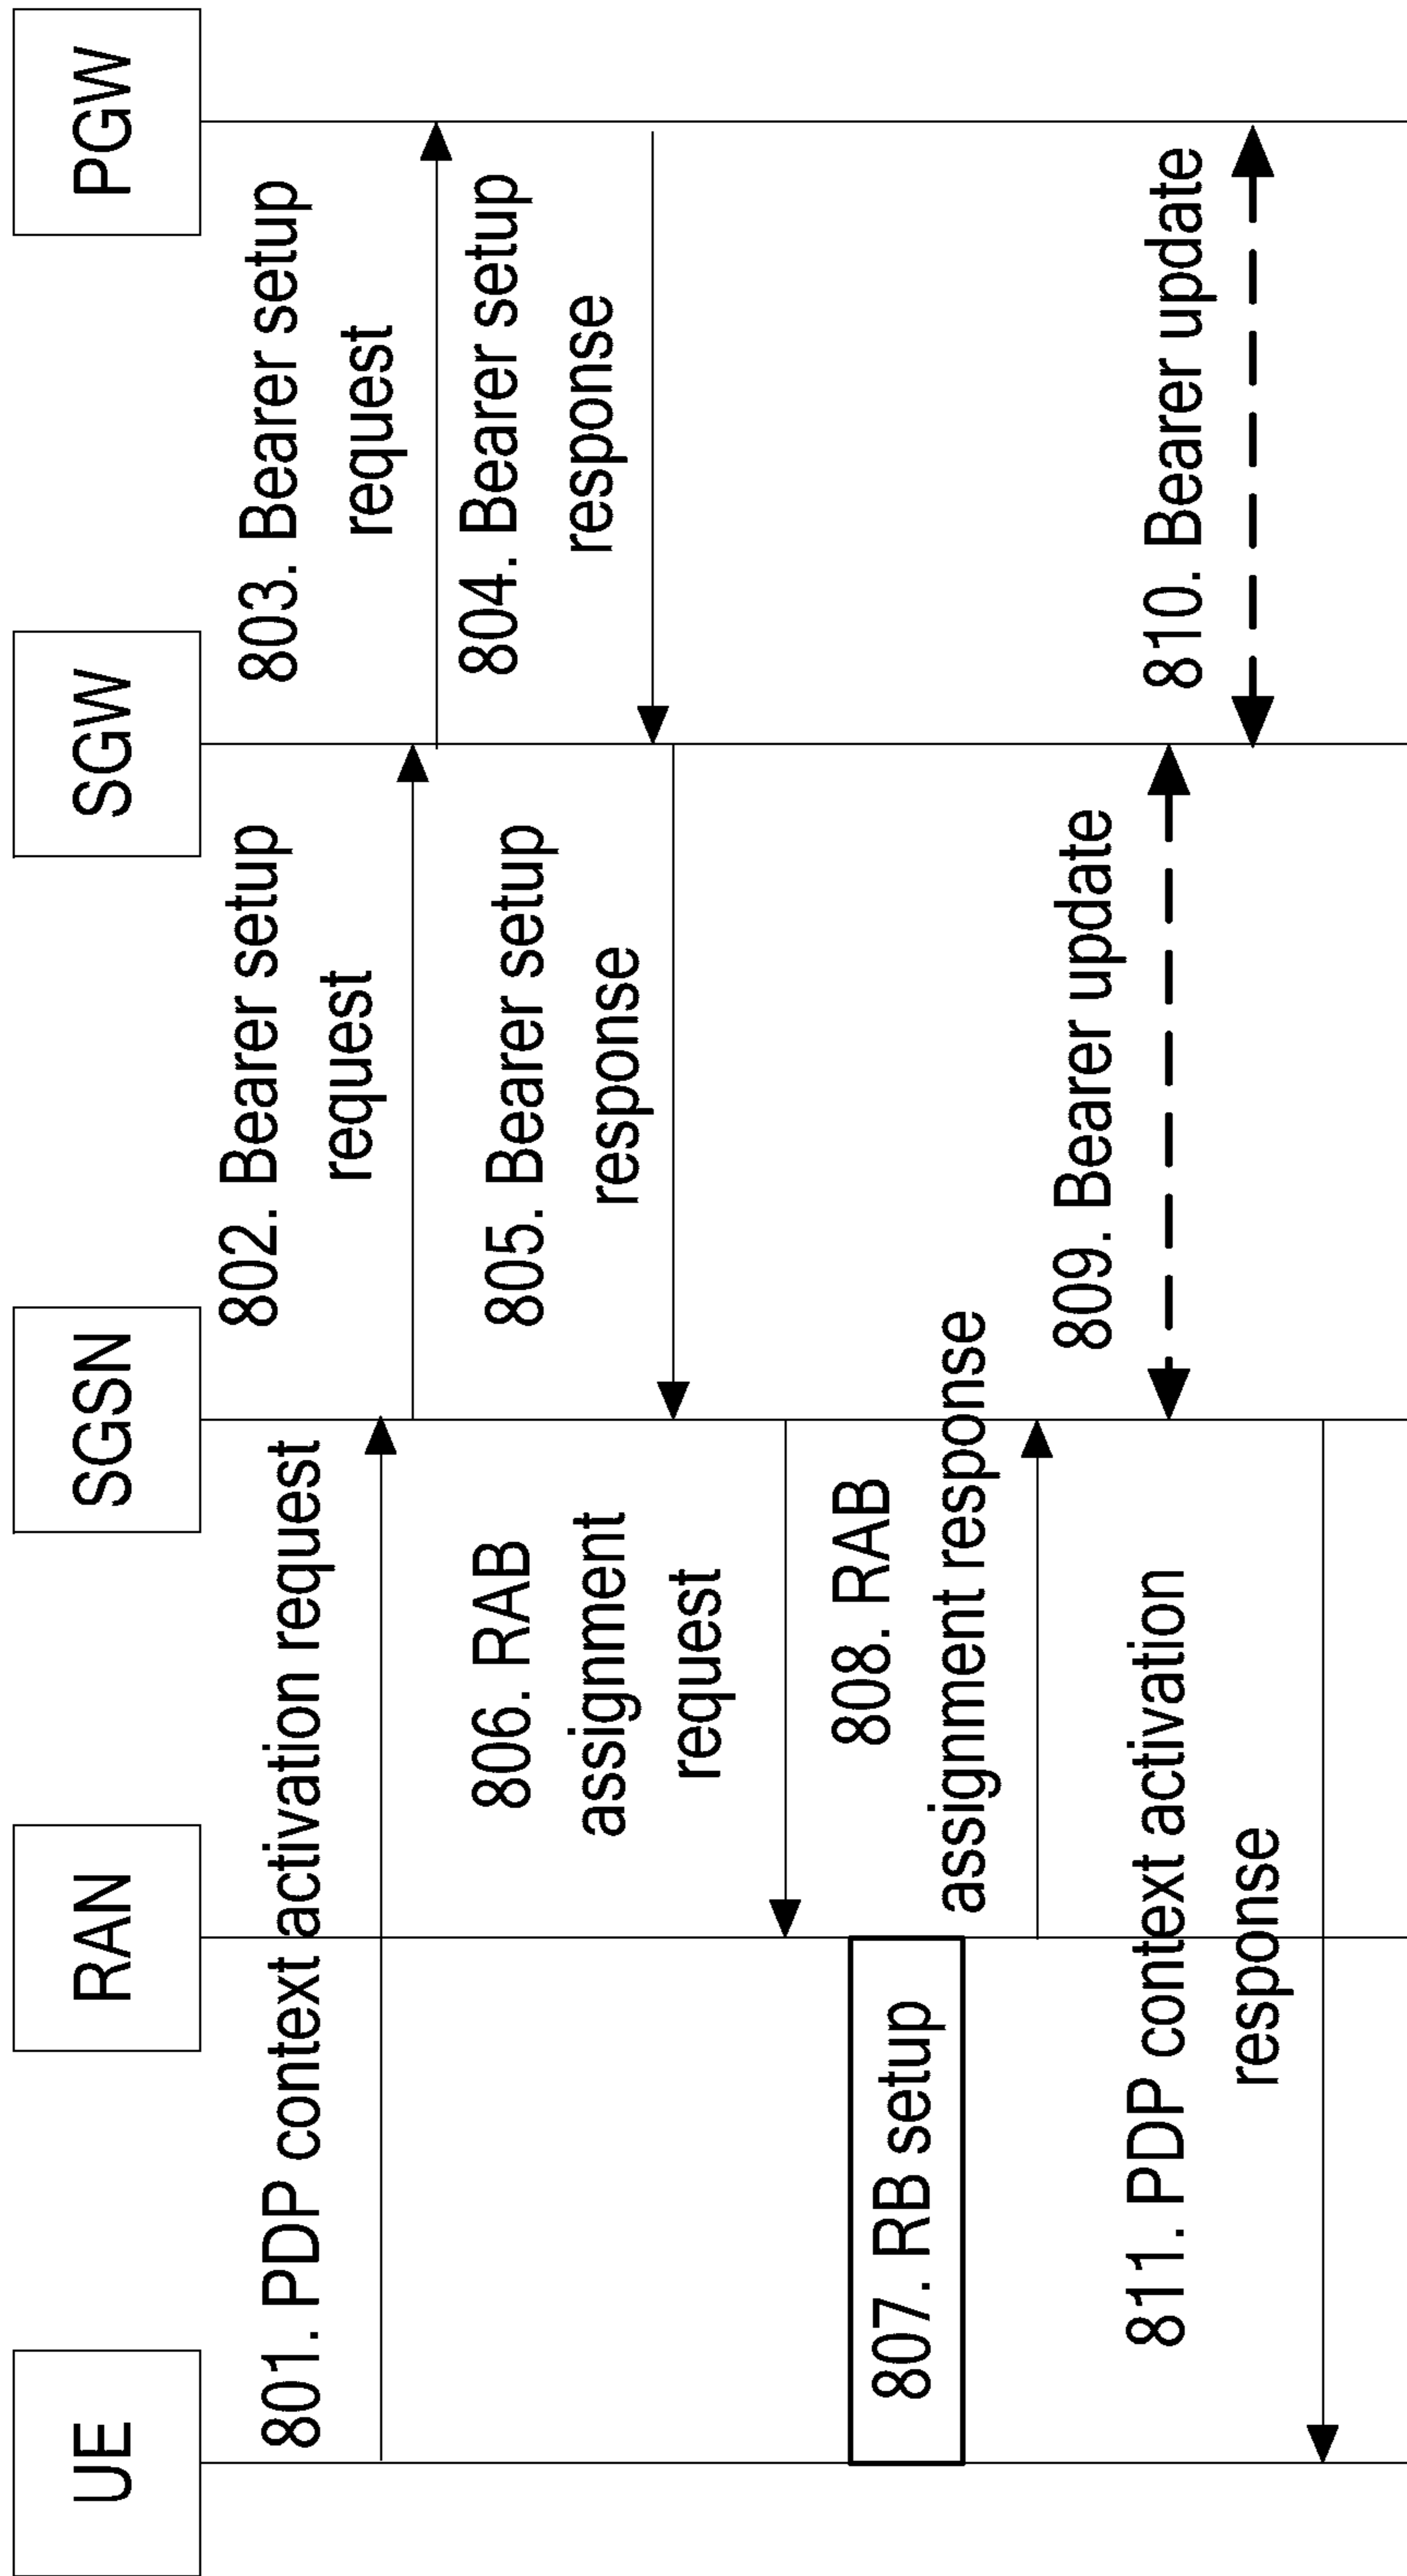 UE
RAN
SGSN
SGW
PGW
801. PDP context activation request
802. Bearer setup
request
803. Bearer setup
request
804. Bearer setup
response
805. Bearer setup
response
806. RAB
assignment
request
807. RB setup
808. RAB
assignment response
809. Bearer update
810. Bearer update
811. PDP context activation
response